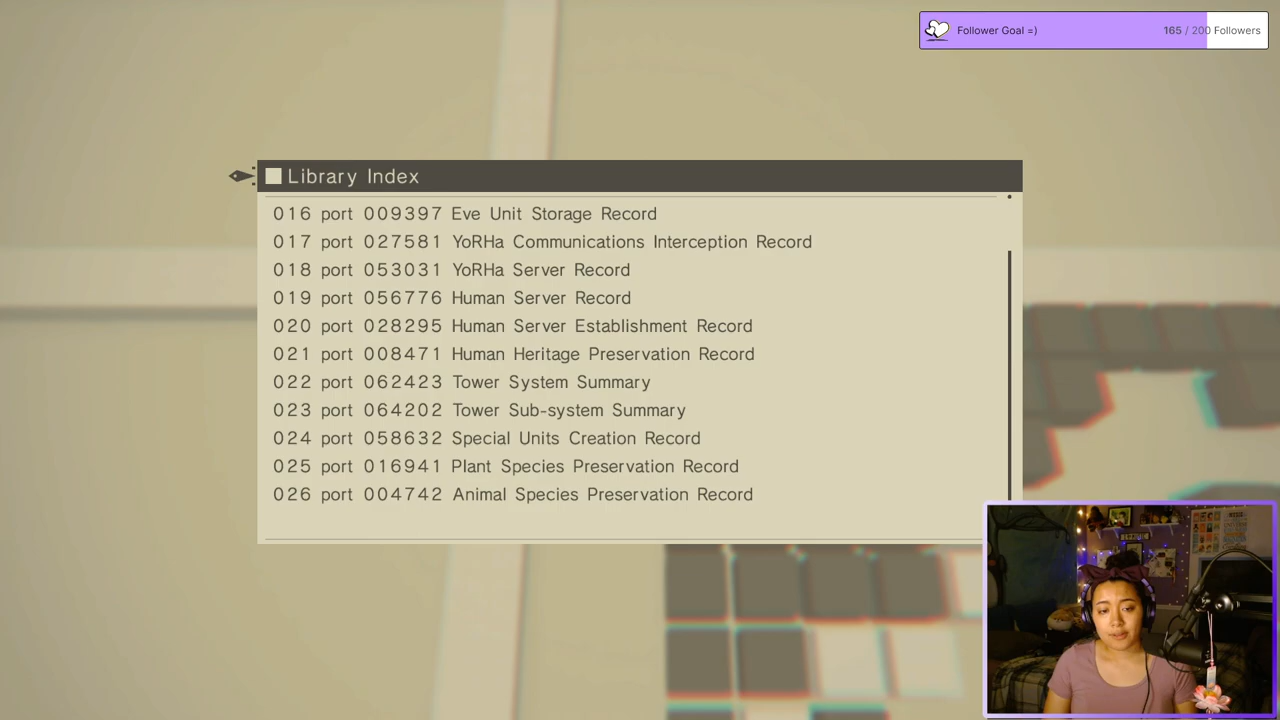 Follower Goal =)
165 / 200 Followers
Library Index
016 port 009397 Eve Unit Storage Record
017 port 027581 YoRHa Communications Interception Record
018 port 053031 YoRHa Server Record
019 port 056776 Human Server Record
020 port 028295 Human Server Establishment Record
021 port 008471 Human Heritage Preservation Record
022 port 062423 Tower System Summary
023 port 064202 Tower Sub-system Summary
024 port 058632 Special Units Creation Record
025 port 016941 Plant Species Preservation Record
026 port 004742 Animal Species Preservation Record